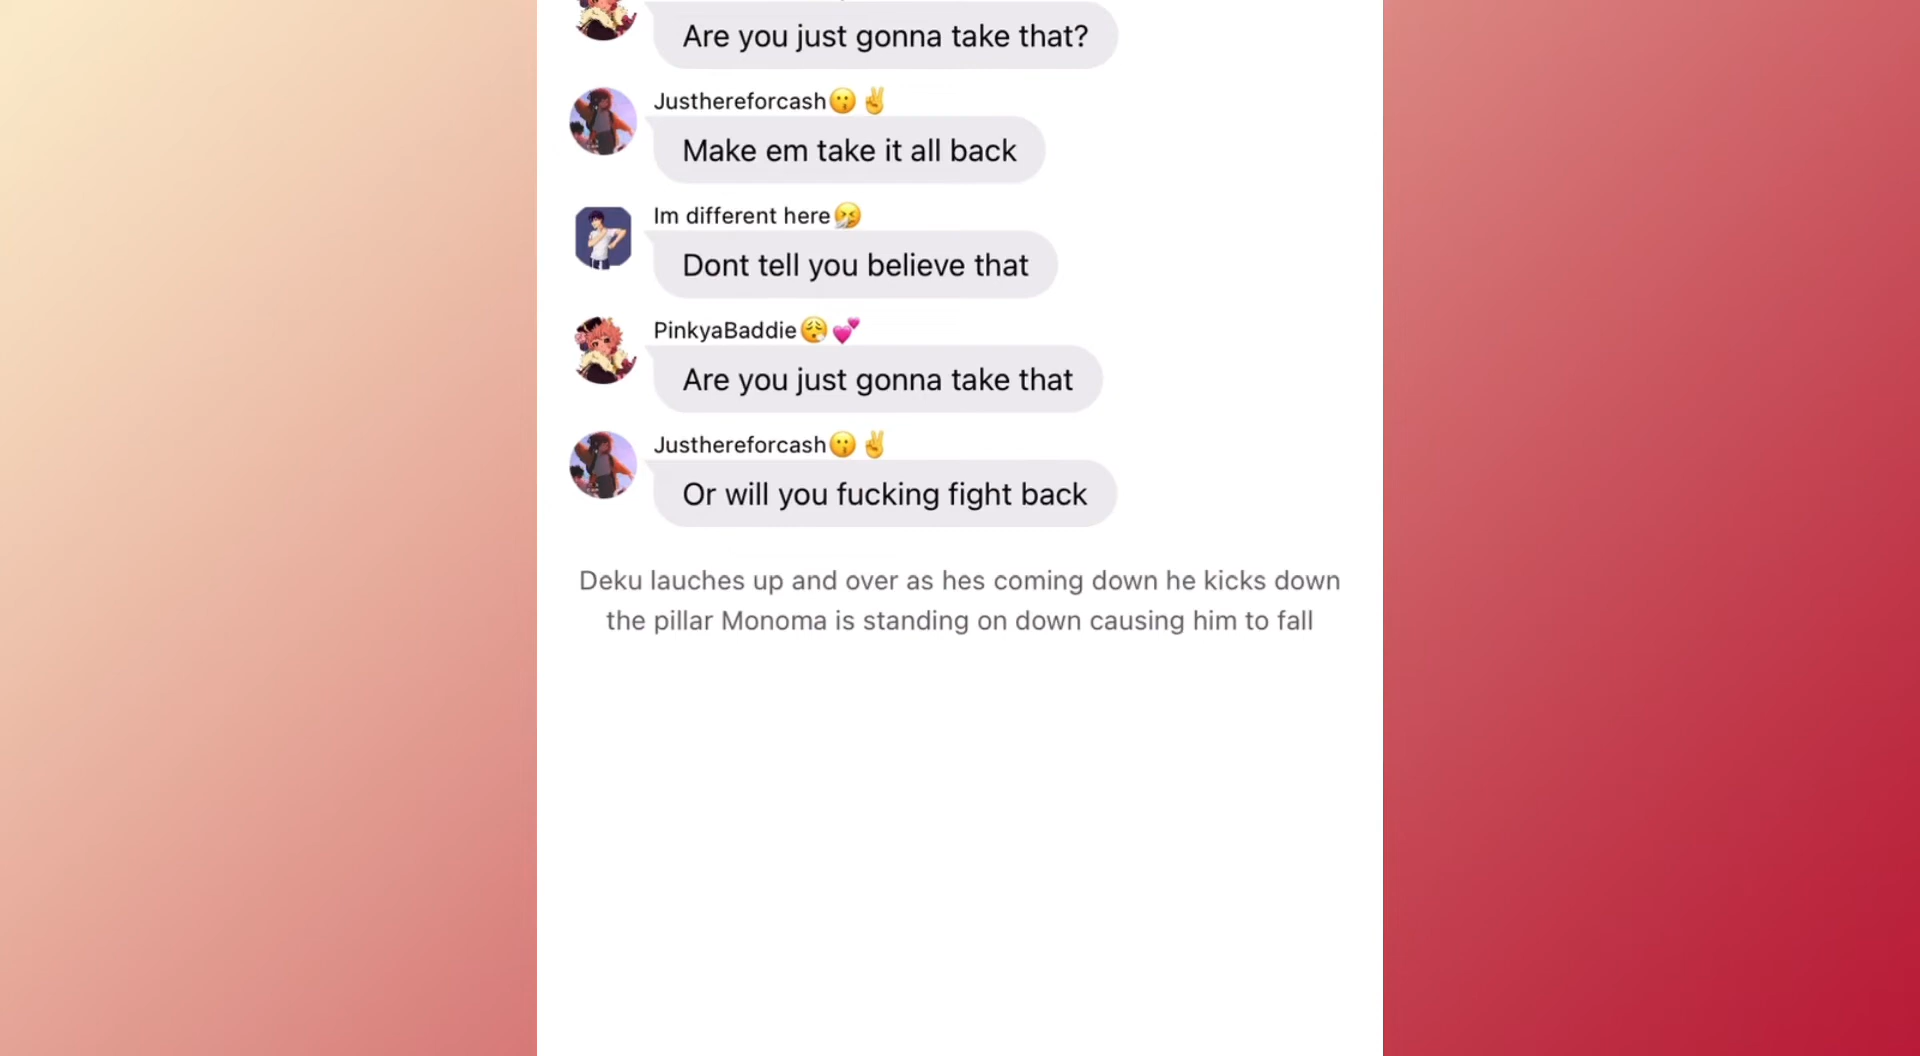 Are you just gonna take that?
Justhereforcash😗✌️
Make em take it all back
Im different here🤧
Dont tell you believe that
PinkyaBaddie😮‍💨💕
Are you just gonna take that
Justhereforcash😗✌️
Or will you fucking fight back
Deku lauches up and over as hes coming down he kicks down
the pillar Monoma is standing on down causing him to fall